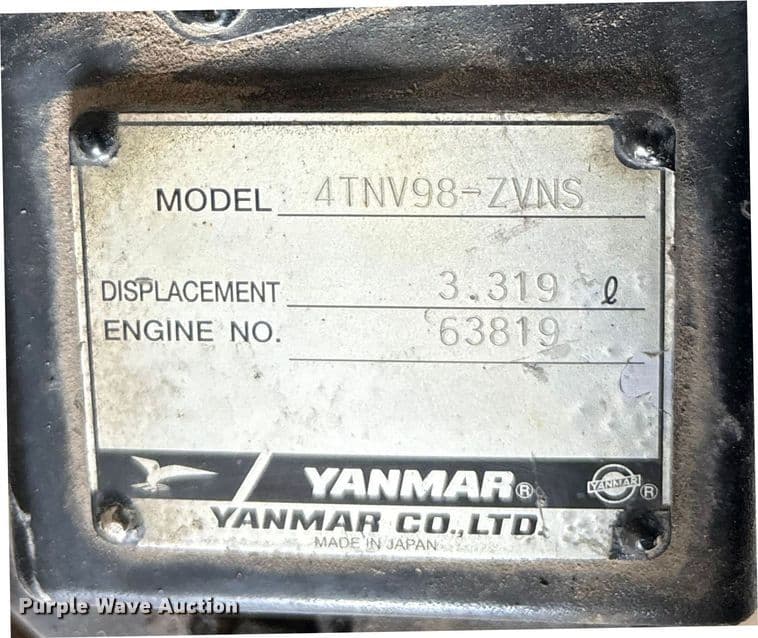 MODEL 4TNV98-ZVNS
DISPLACEMENT 3.319 ℓ
ENGINE NO. 63819
YANMAR® YANMAR ®
YANMAR CO.,LTD.
MADE IN JAPAN
Purple Wave Auction